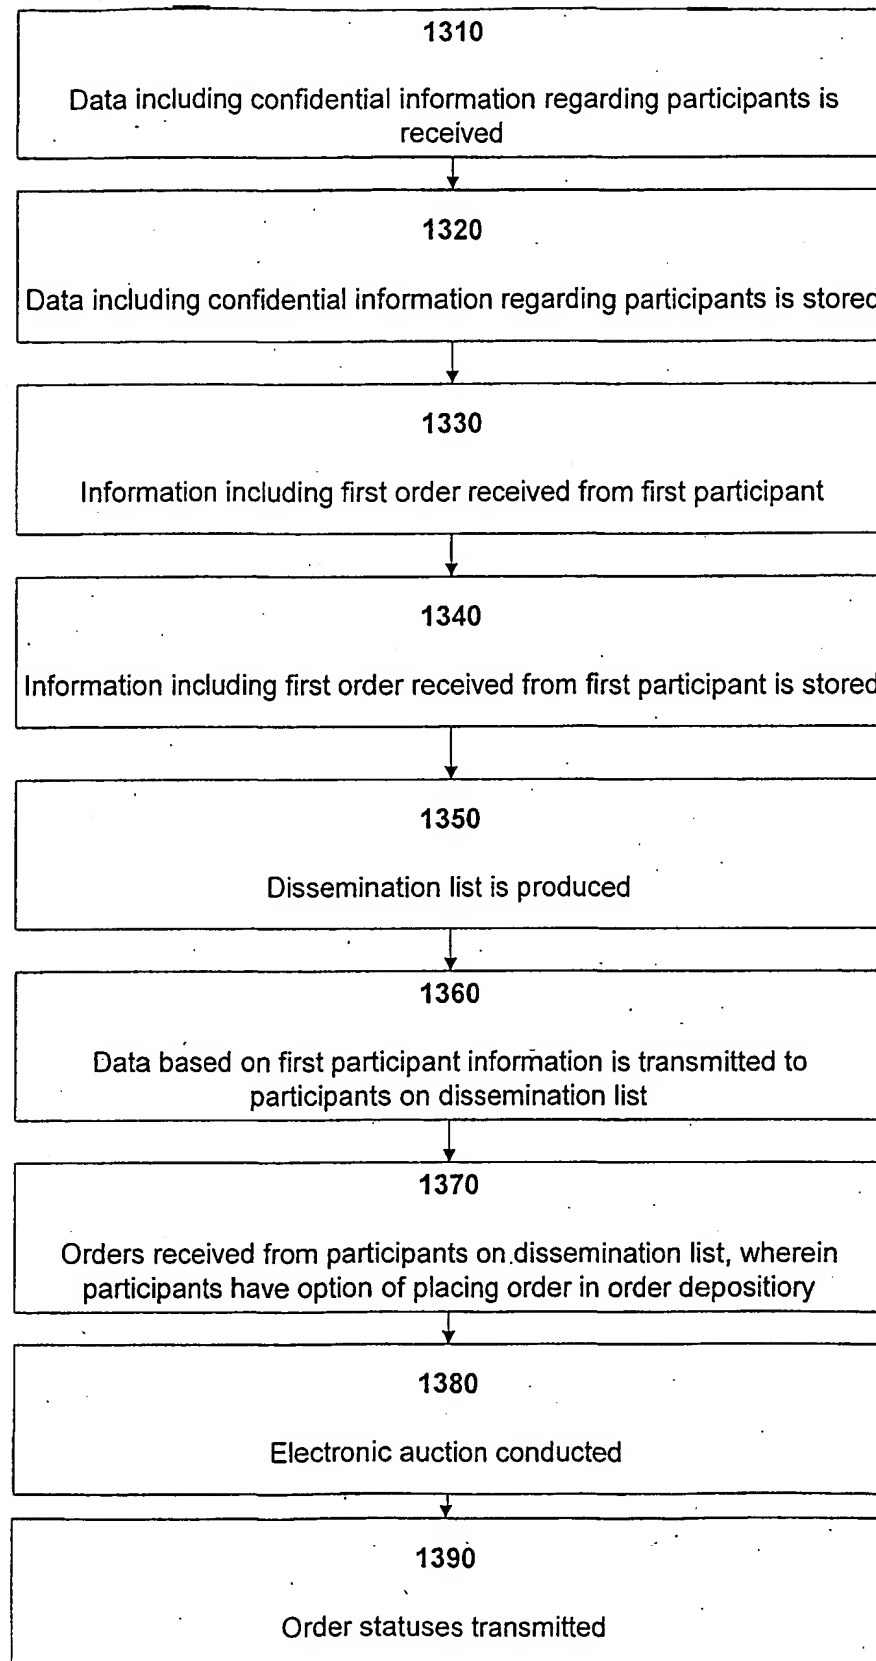 1310
Data including confidential information regarding participants is
received
1320
Data including confidential information regarding participants is stored
1330
Information including first order received from first participant
1340
Information including first order received from first participant is stored
1350
Dissemination list is produced
1360
Data based on first participant information is transmitted to
participants on dissemination list
1370
Orders received from participants on dissemination list, wherein
participants have option of placing order in order depositiory
1380
Electronic auction conducted
1390
Order statuses transmitted